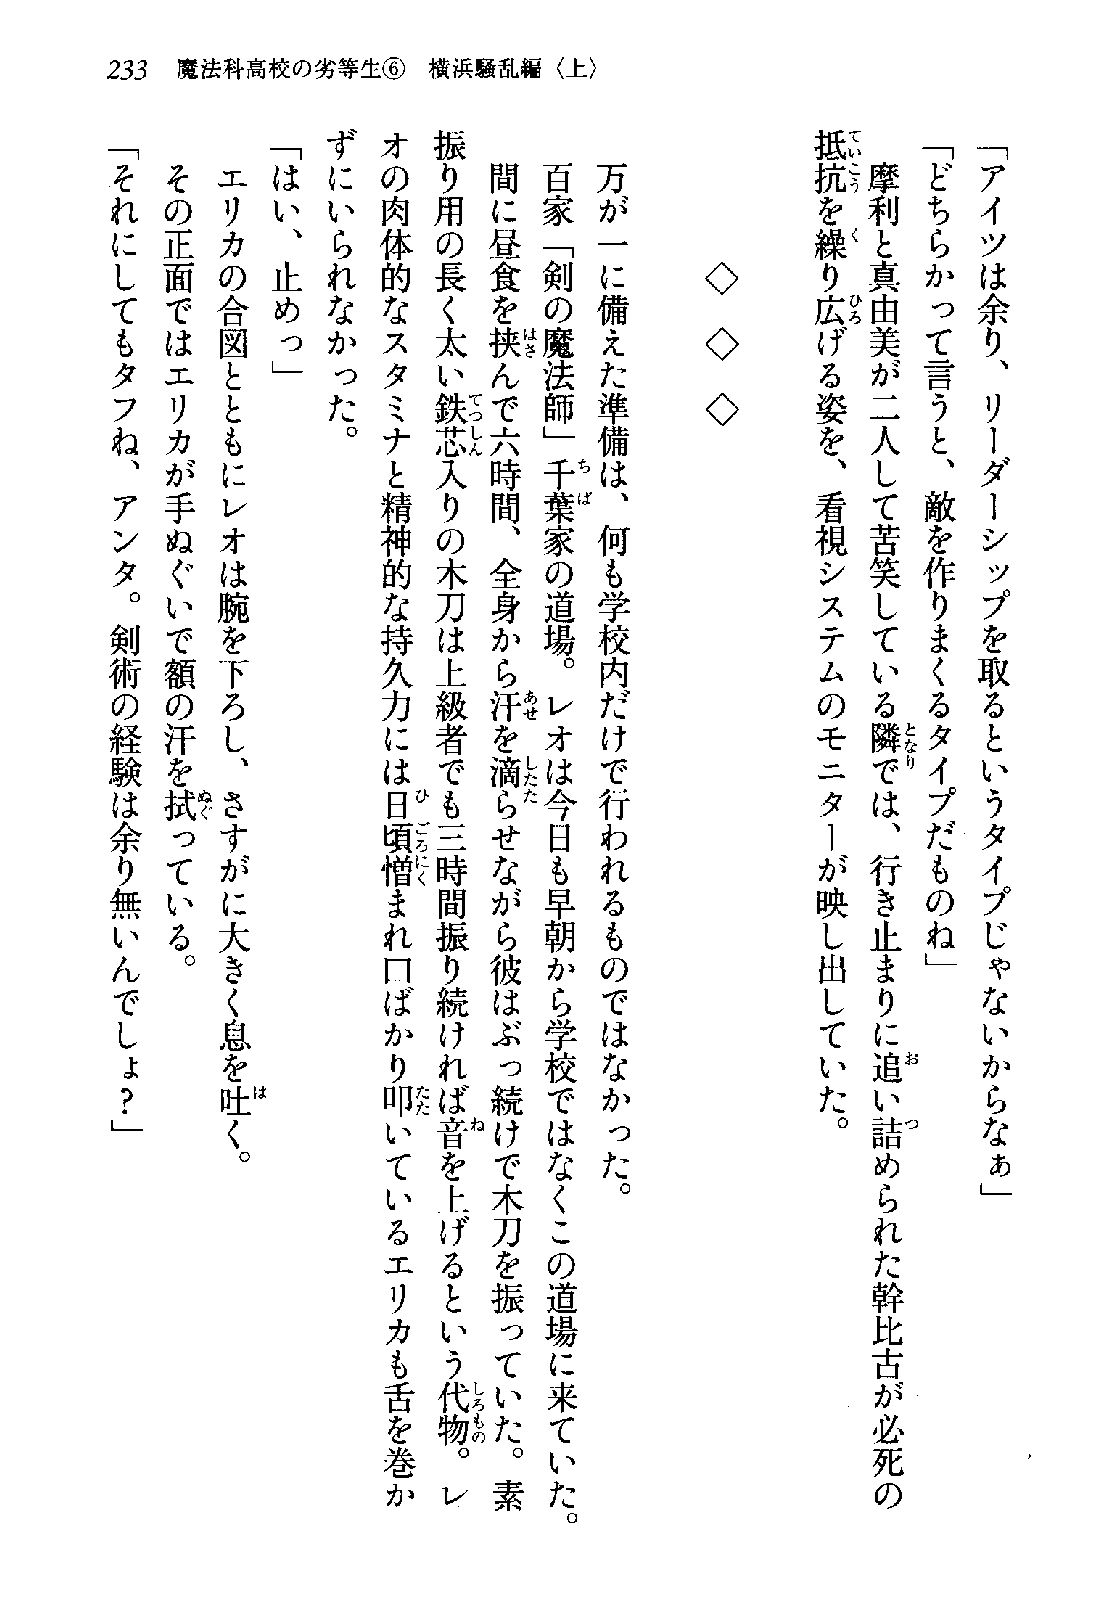 233　魔法科高校の劣等生⑥　横浜騒乱編〈上〉
「アイツは余り、リーダーシップを取るというタイプじゃないからなぁ」
「どちらかって言うと、敵を作りまくるタイプだものね」
　摩利と真由美が二人して苦笑している隣では、行き止まりに追い詰められた幹比古が必死の
抵抗を繰り広げる姿を、看視システムのモニターが映し出していた。
◇　◇　◇
　万が一に備えた準備は、何も学校内だけで行われるものではなかった。
　百家「剣の魔法師」千葉家の道場。レオは今日も早朝から学校ではなくこの道場に来ていた。
　間に昼食を挟んで六時間、全身から汗を滴らせながら彼はぶっ続けで木刀を振っていた。素
振り用の長く太い鉄芯入りの木刀は上級者でも三時間振り続ければ音を上げるという代物。レ
オの肉体的なスタミナと精神的な持久力には日頃憎まれ口ばかり叩いているエリカも舌を巻か
ずにいられなかった。
「はい、止めっ」
　エリカの合図とともにレオは腕を下ろし、さすがに大きく息を吐く。
　その正面ではエリカが手ぬぐいで額の汗を拭っている。
「それにしてもタフね、アンタ。剣術の経験は余り無いんでしょ？」